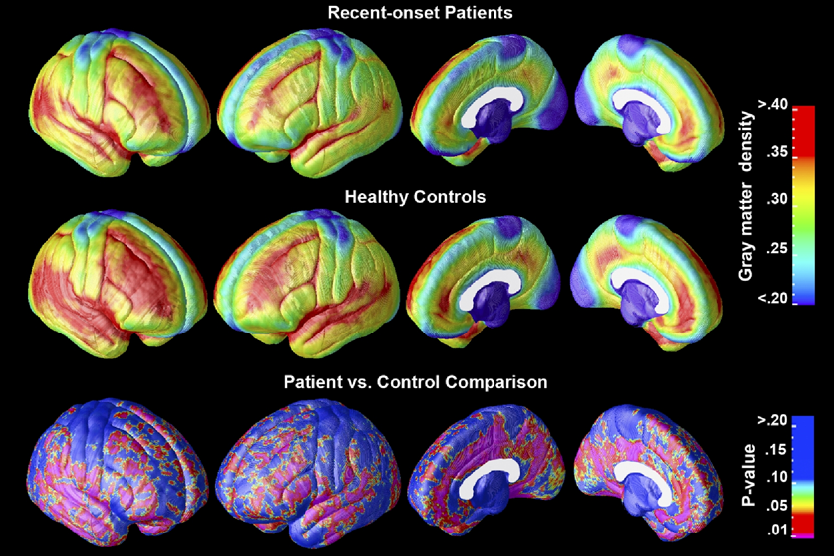 Recent-onset Patients
Healthy Controls
Patient vs. Control Comparison
Gray matter density
>.40
.35
.30
.25
<.20
P-value
>.20
.15
.10
.05
.01